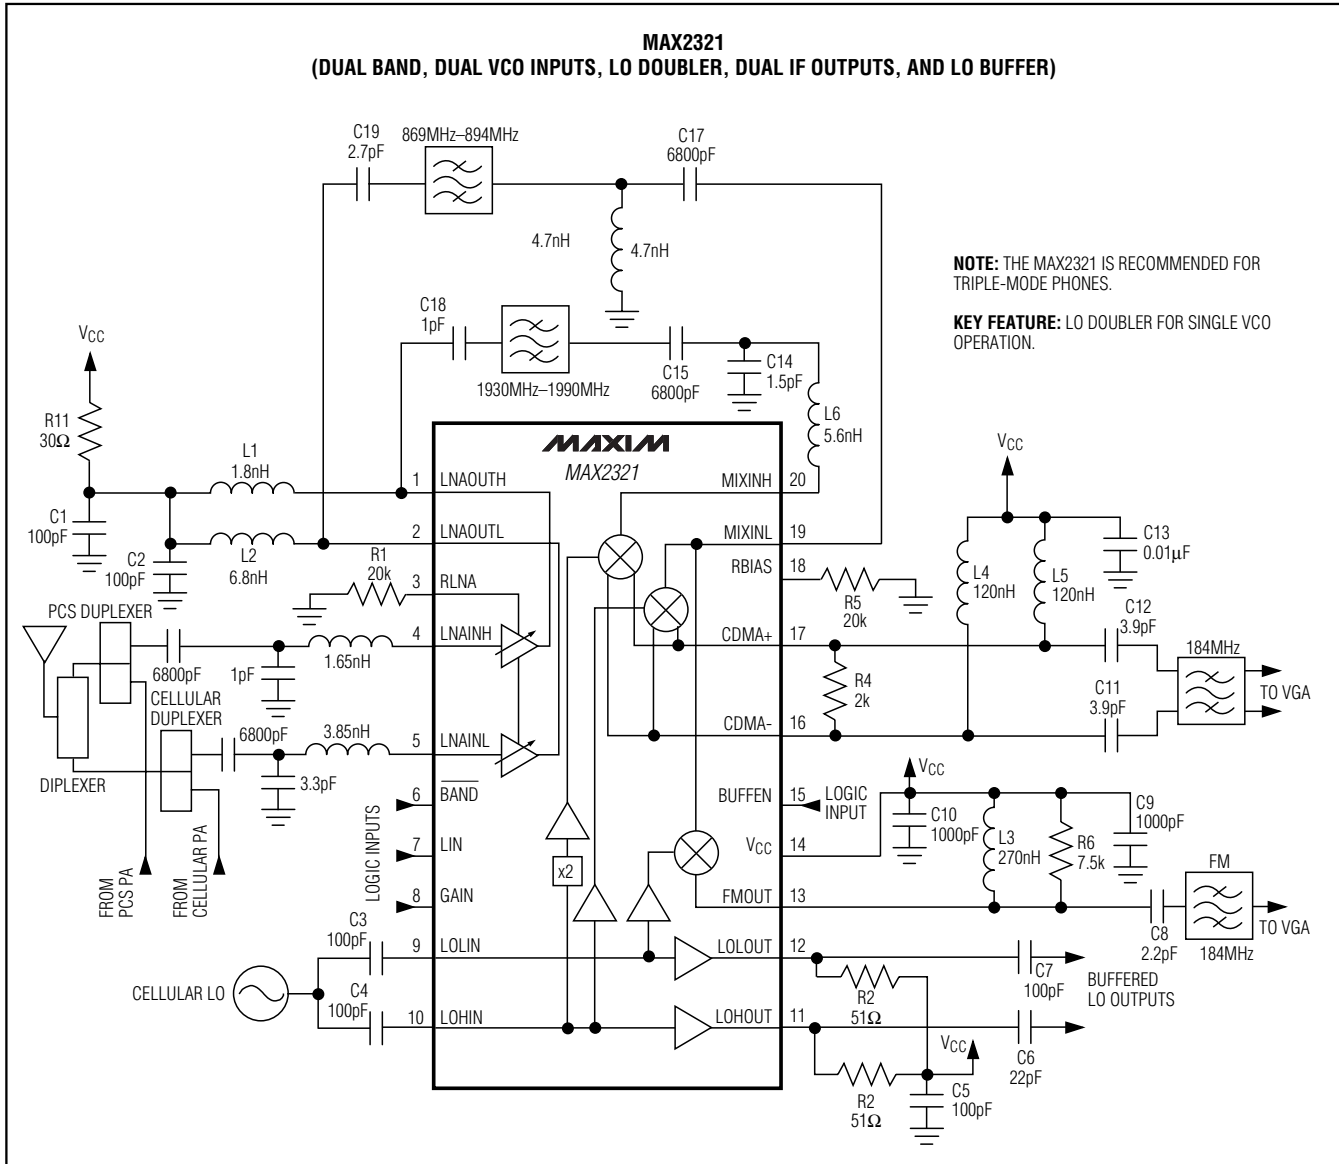 MAX2321
(DUAL BAND, DUAL VCO INPUTS, LO DOUBLER, DUAL IF OUTPUTS, AND LO BUFFER)
C19
2.7pF
869MHz–894MHz
C17
6800pF
4.7nH
4.7nH
NOTE: THE MAX2321 IS RECOMMENDED FOR
TRIPLE-MODE PHONES.
KEY FEATURE: LO DOUBLER FOR SINGLE VCO
OPERATION.
C18
1pF
1930MHz–1990MHz
C15
6800pF
C14
1.5pF
L6
5.6nH
VCC
R11
30Ω
C1
100pF
L1
1.8nH
L2
6.8nH
C2
100pF
R1
20k
MAXIM
MAX2321
1
LNAOUTH
2
LNAOUTL
3
RLNA
4
LNAINH
5
LNAINL
6
BAND
7
LIN
8
GAIN
9
LOLIN
10
LOHIN
MIXINH
20
MIXINL
19
RBIAS
18
CDMA+
17
CDMA-
16
BUFFEN
15
VCC
14
FMOUT
13
LOLOUT
12
LOHOUT
11
x2
PCS DUPLEXER
6800pF
1pF
1.65nH
CELLULAR
DUPLEXER
6800pF
3.85nH
3.3pF
DIPLEXER
FROM
PCS PA
FROM
CELLULAR PA
LOGIC INPUTS
C3
100pF
C4
100pF
CELLULAR LO
R5
20k
VCC
L4
120nH
L5
120nH
C13
0.01μF
C12
3.9pF
C11
3.9pF
R4
2k
184MHz
TO VGA
LOGIC
INPUT
VCC
C10
1000pF
L3
270nH
R6
7.5k
C9
1000pF
C8
2.2pF
FM
184MHz
TO VGA
C7
100pF
BUFFERED
LO OUTPUTS
R2
51Ω
C6
22pF
VCC
R2
51Ω
C5
100pF